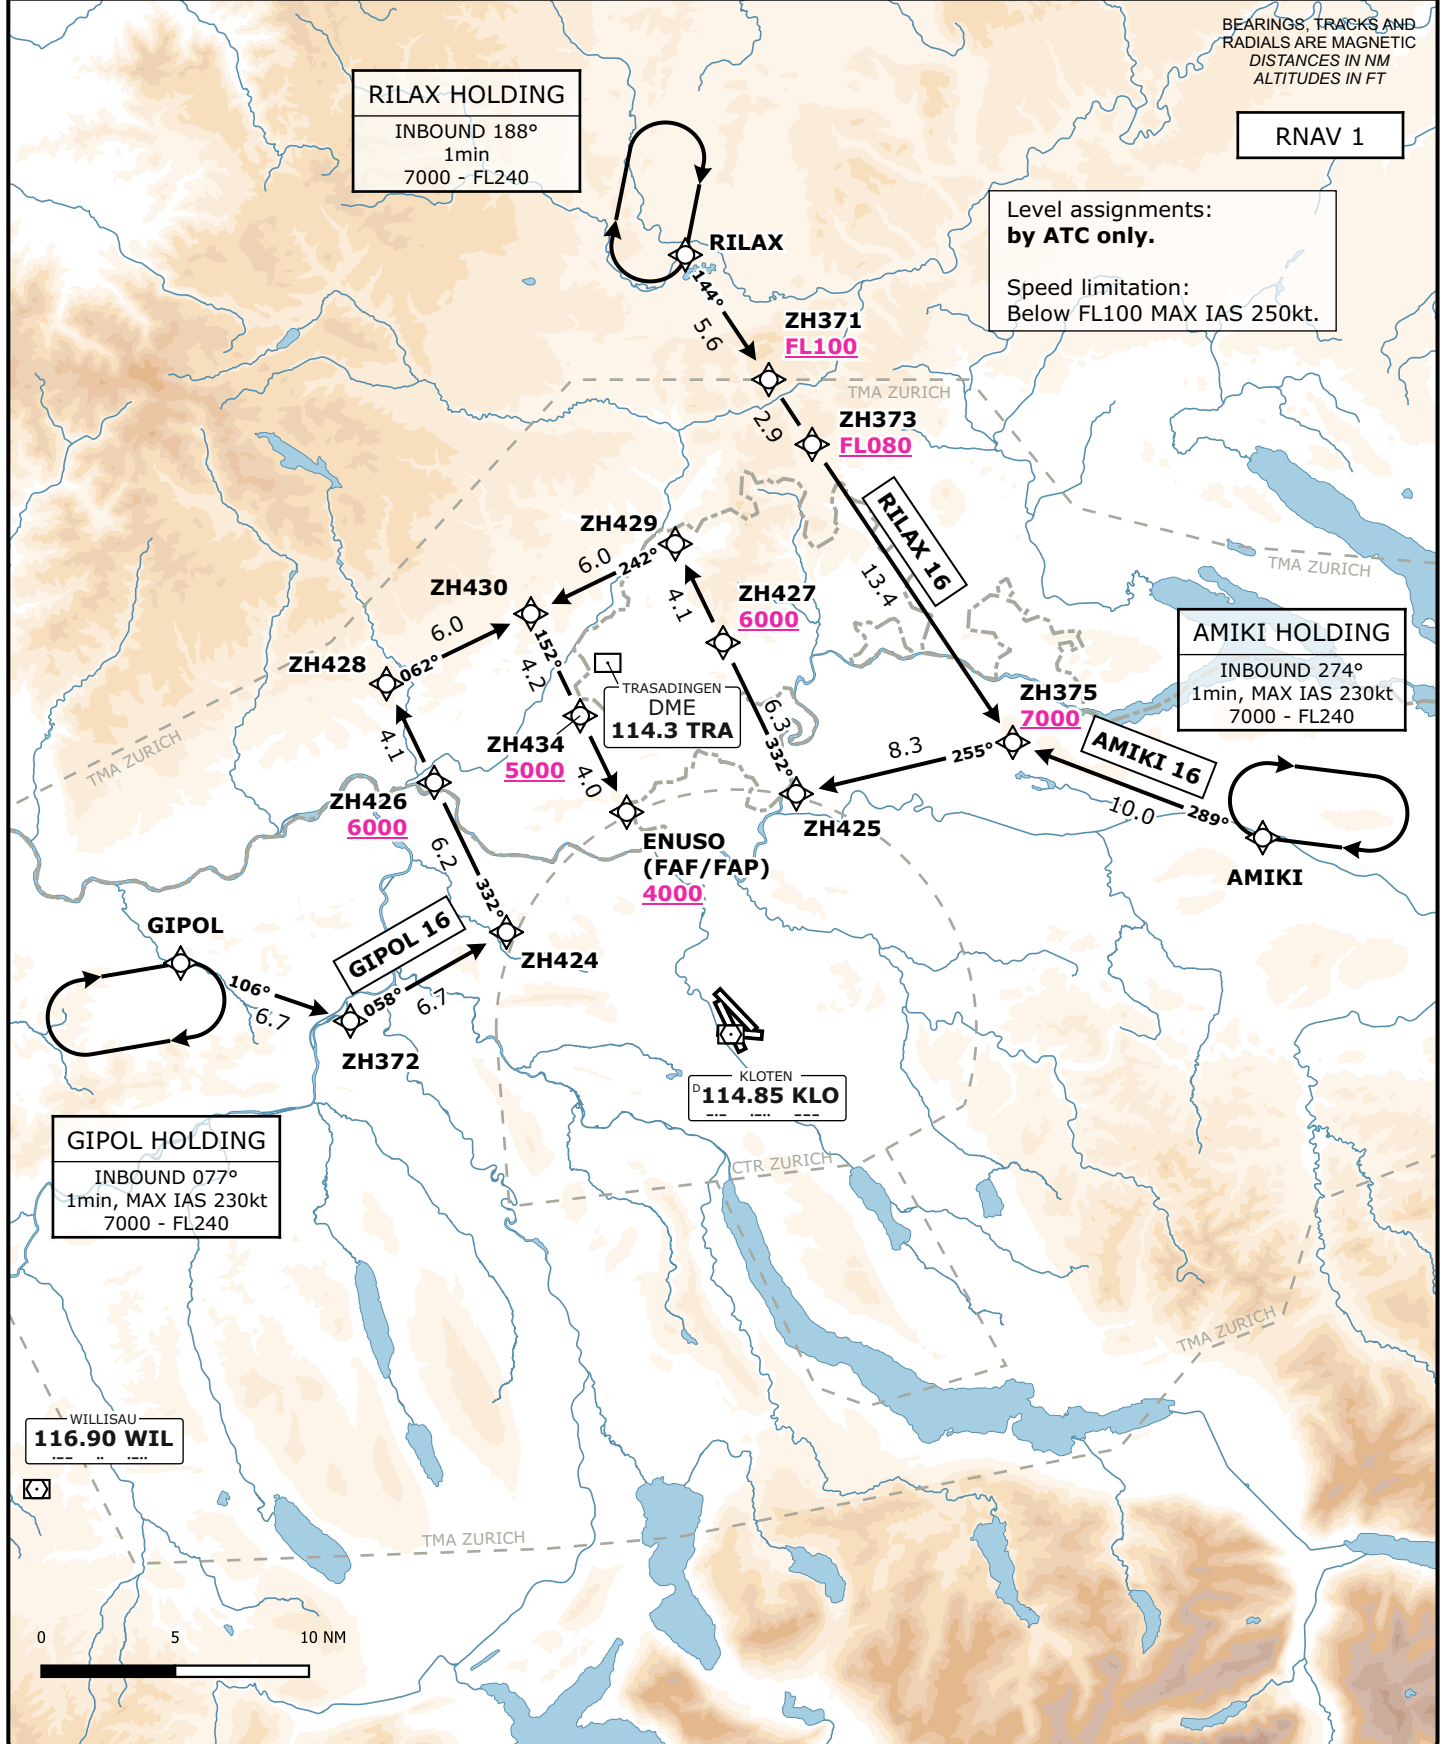 BEARINGS, TRACKS AND
RADIALS ARE MAGNETIC
DISTANCES IN NM
ALTITUDES IN FT
RNAV 1
RILAX HOLDING
INBOUND 188°
1min
7000 - FL240
Level assignments:
by ATC only.
Speed limitation:
Below FL100 MAX IAS 250kt.
RILAX
144°
5.6
ZH371
FL100
TMA ZURICH
2.9
ZH373
FL080
RILAX 16
13.4
ZH429
242°
6.0
ZH430
4.1
ZH427
6000
TMA ZURICH
6.0
062°
ZH428
152°
4.2
TRASADINGEN
DME
114.3 TRA
AMIKI HOLDING
INBOUND 274°
1min, MAX IAS 230kt
7000 - FL240
ZH375
7000
6.3
332°
8.3
255°
AMIKI 16
10.0
289°
AMIKI
TMA ZURICH
4.1
ZH434
5000
4.0
ZH426
6000
ZH425
ENUSO
(FAF/FAP)
4000
6.2
332°
GIPOL
GIPOL 16
ZH424
106°
6.7
058°
6.7
ZH372
KLOTEN
D 114.85 KLO
GIPOL HOLDING
INBOUND 077°
1min, MAX IAS 230kt
7000 - FL240
CTR ZURICH
TMA ZURICH
WILLISAU
116.90 WIL
TMA ZURICH
0 5 10 NM